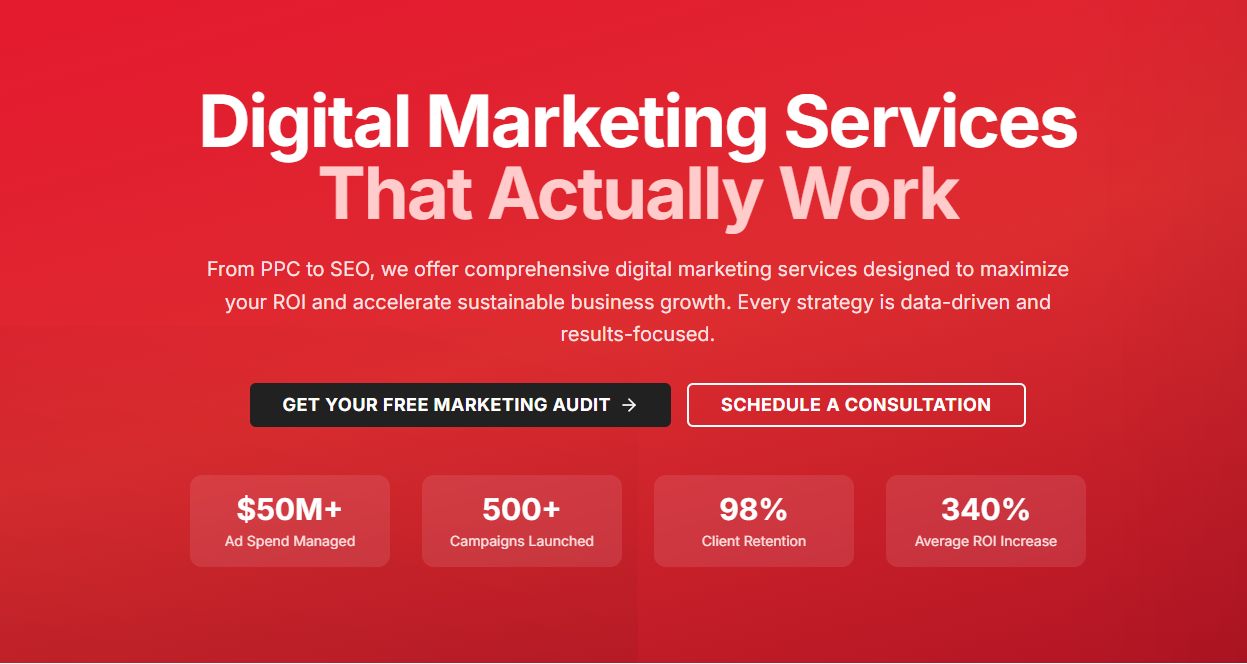 Digital Marketing Services
That Actually Work
From PPC to SEO, we offer comprehensive digital marketing services designed to maximize
your ROI and accelerate sustainable business growth. Every strategy is data-driven and
results-focused.
GET YOUR FREE MARKETING AUDIT →
SCHEDULE A CONSULTATION
$50M+
Ad Spend Managed
500+
Campaigns Launched
98%
Client Retention
340%
Average ROI Increase